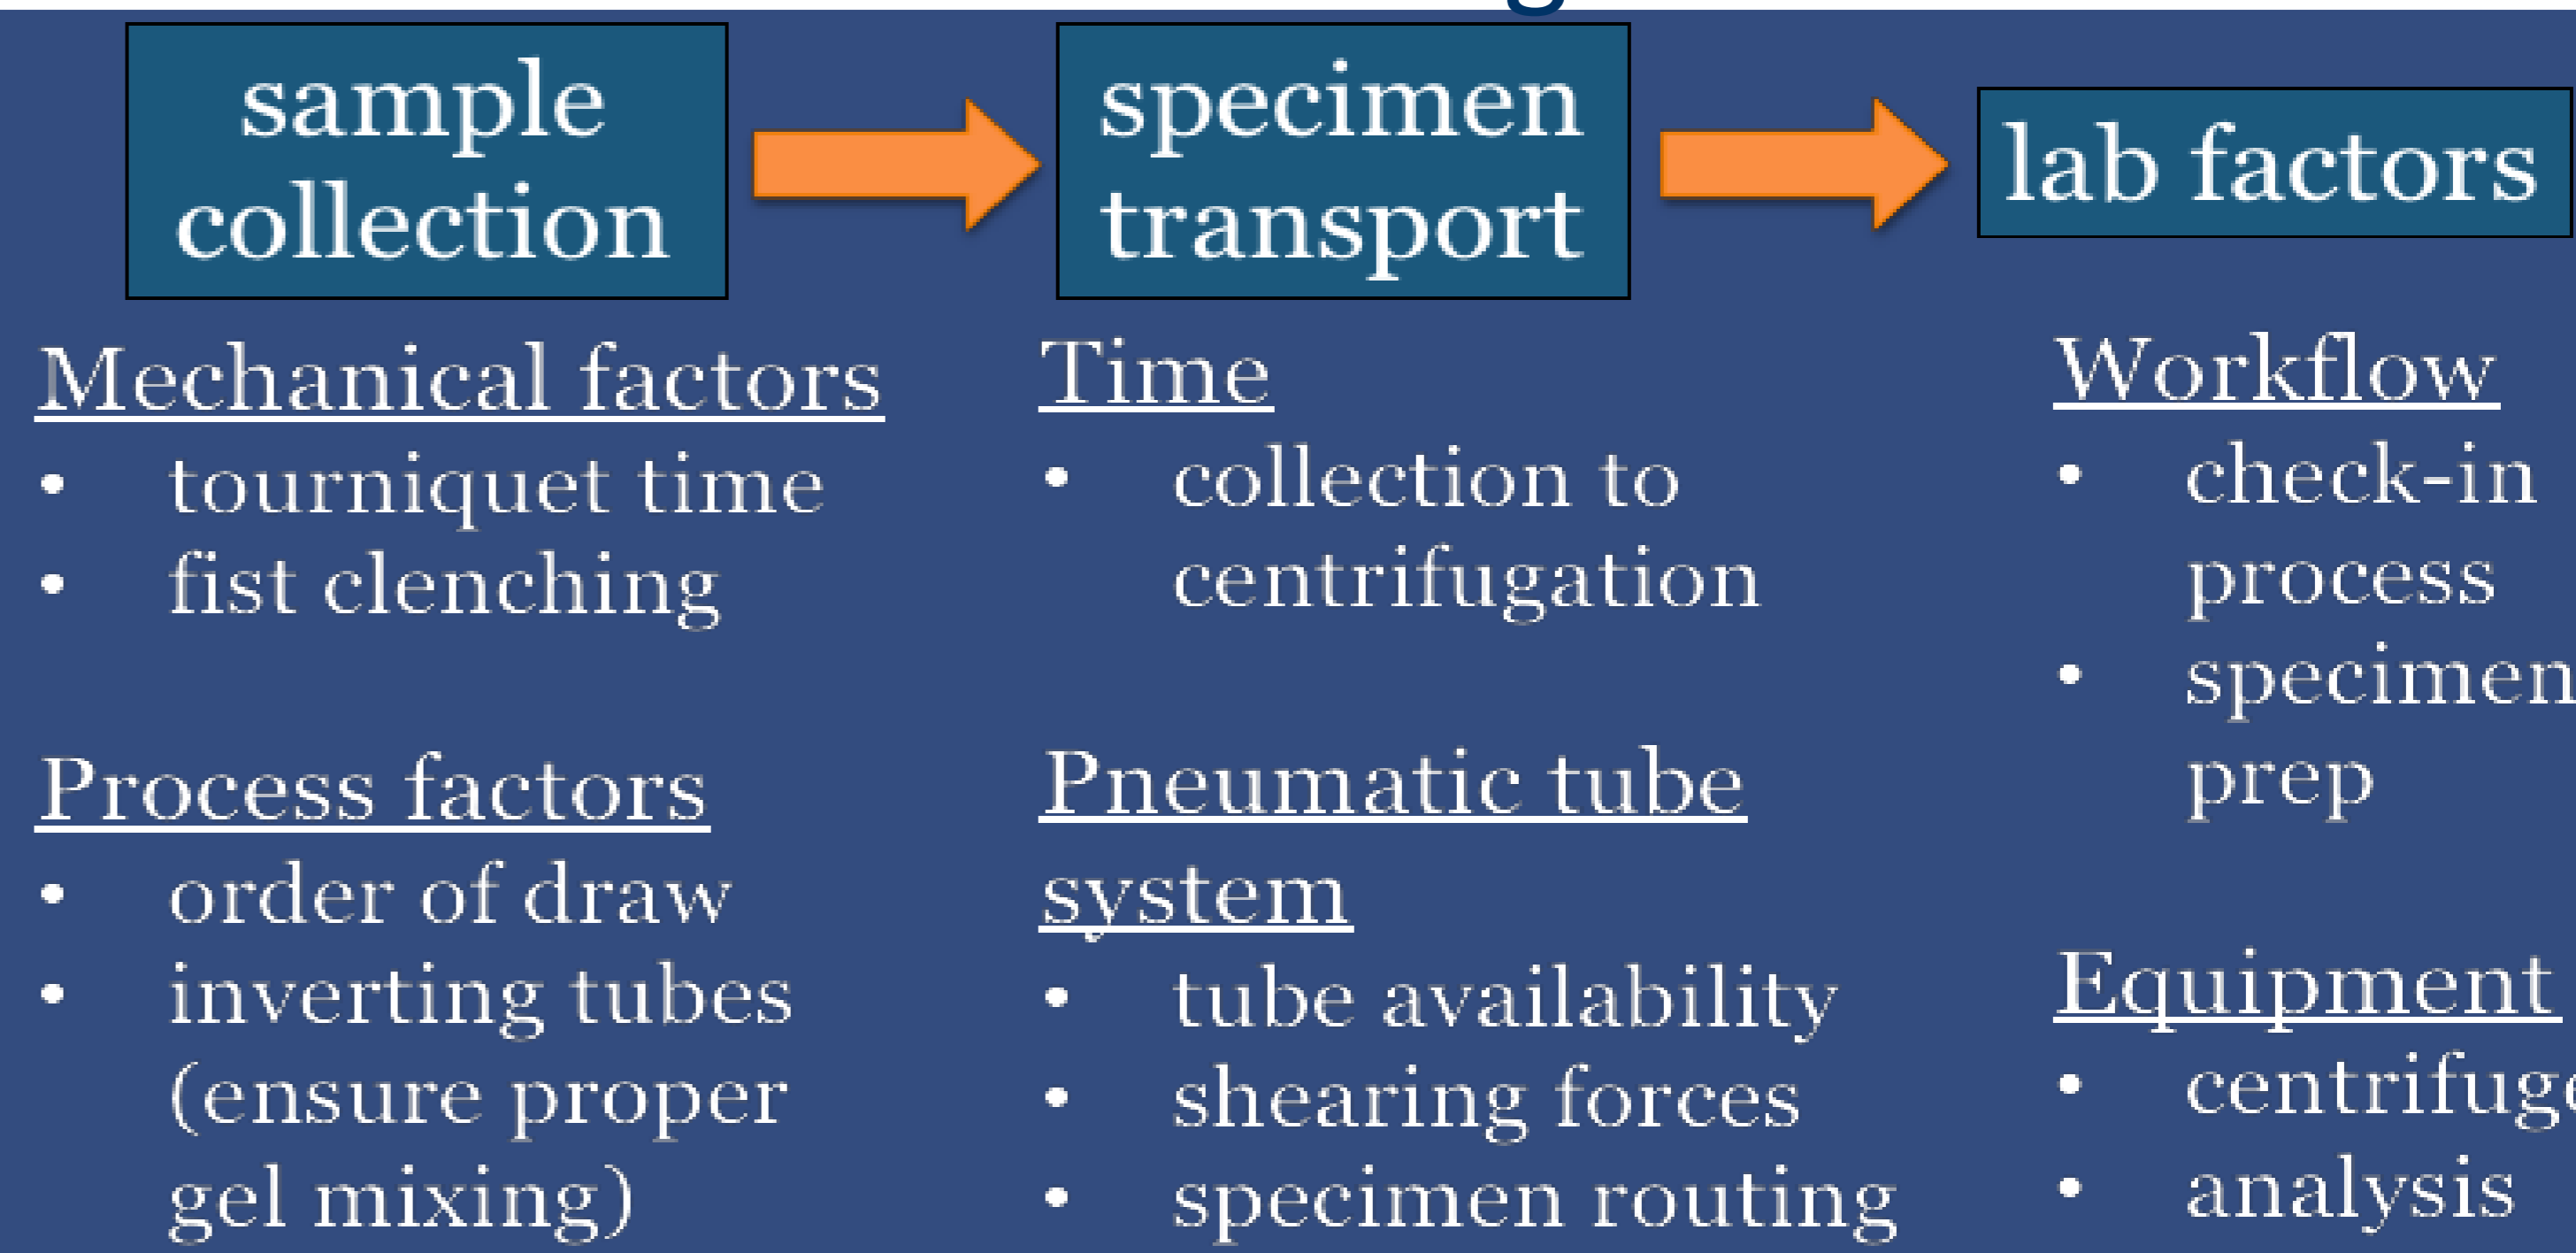 sample
collection
specimen
transport
lab factors
Mechanical factors
• tourniquet time
• fist clenching
Process factors
• order of draw
• inverting tubes
(ensure proper
gel mixing)
Time
• collection to
centrifugation
Pneumatic tube
system
• tube availability
• shearing forces
• specimen routing
Workflow
• check-in
process
• specimen
prep
Equipment
• centrifuge
• analysis